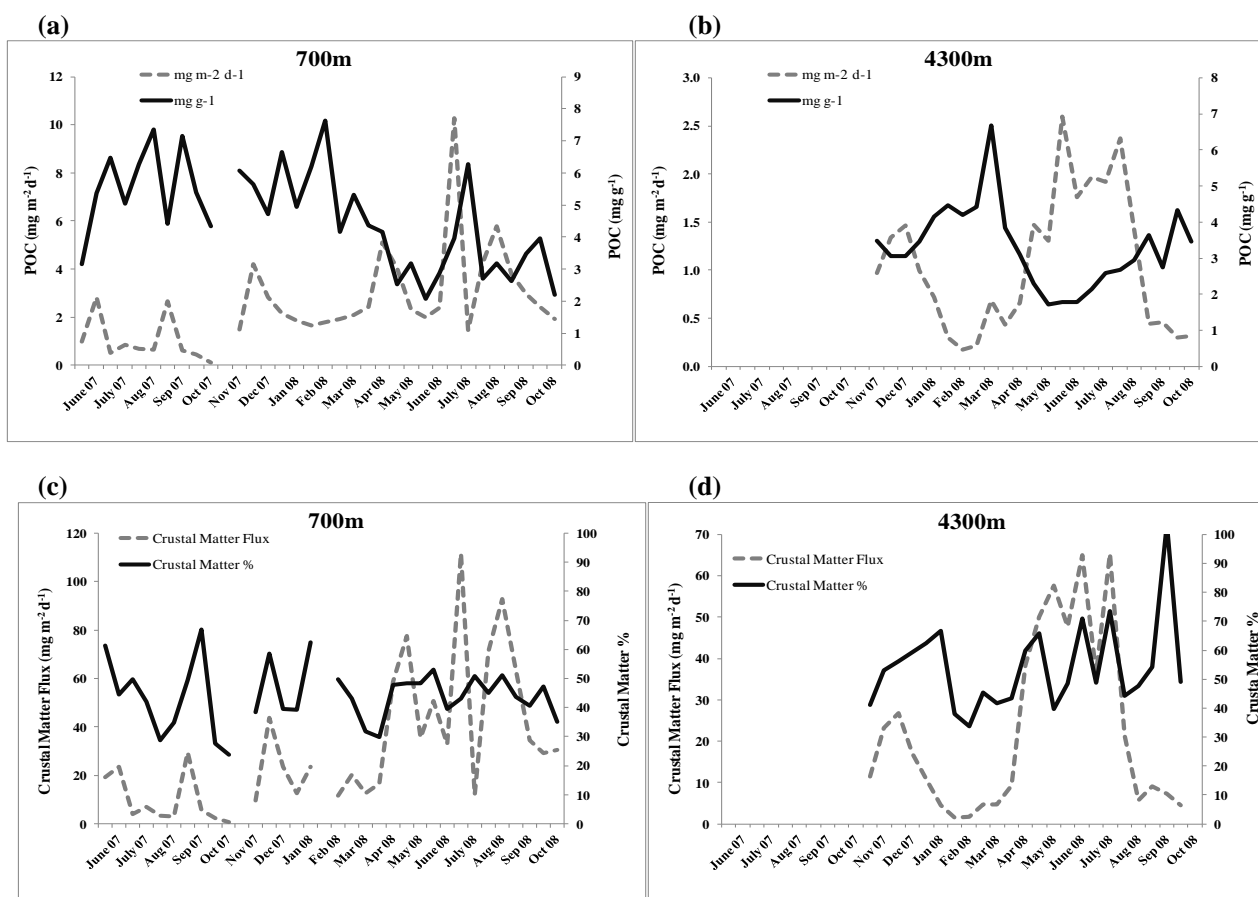 (a)
700m
mg m-2 d-1
mg g-1
POC (mg m⁻² d⁻¹)
12
10
8
6
4
2
0
9
8
7
6
5
4
3
2
1
0
POC (mg g⁻¹)
June 07 July 07 Aug 07 Sep 07 Oct 07 Nov 07 Dec 07 Jan 08 Feb 08 Mar 08 Apr 08 May 08 June 08 July 08 Aug 08 Sep 08 Oct 08
(b)
4300m
mg m-2 d-1
mg g-1
POC (mg m⁻² d⁻¹)
3.0
2.5
2.0
1.5
1.0
0.5
0.0
8
7
6
5
4
3
2
1
0
POC (mg g⁻¹)
June 07 July 07 Aug 07 Sep 07 Oct 07 Nov 07 Dec 07 Jan 08 Feb 08 Mar 08 Apr 08 May 08 June 08 July 08 Aug 08 Sep 08 Oct 08
(c)
700m
Crustal Matter Flux
Crustal Matter %
Crustal Matter Flux (mg m⁻² d⁻¹)
120
100
80
60
40
20
0
100
90
80
70
60
50
40
30
20
10
0
Crustal Matter %
June 07 July 07 Aug 07 Sep 07 Oct 07 Nov 07 Dec 07 Jan 08 Feb 08 Mar 08 Apr 08 May 08 June 08 July 08 Aug 08 Sep 08 Oct 08
(d)
4300m
Crustal Matter Flux
Crustal Matter %
Crustal Matter Flux (mg m⁻² d⁻¹)
70
60
50
40
30
20
10
0
100
90
80
70
60
50
40
30
20
10
0
Crusta Matter %
June 07 July 07 Aug 07 Sep 07 Oct 07 Nov 07 Dec 07 Jan 08 Feb 08 Mar 08 Apr 08 May 08 June 08 July 08 Aug 08 Sep 08 Oct 08